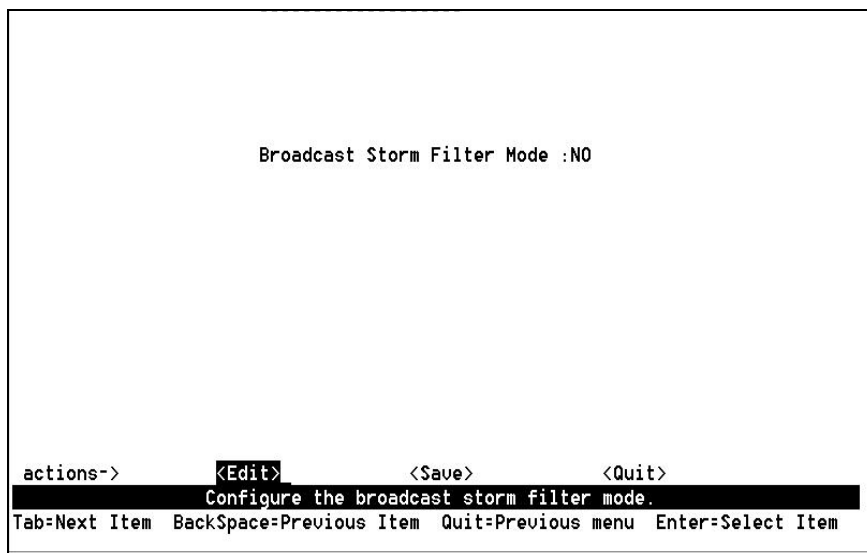 Broadcast Storm Filter Mode :NO
actions-> <Edit> <Save> <Quit>
Configure the broadcast storm filter mode.
Tab=Next Item BackSpace=Previous Item Quit=Previous menu Enter=Select Item